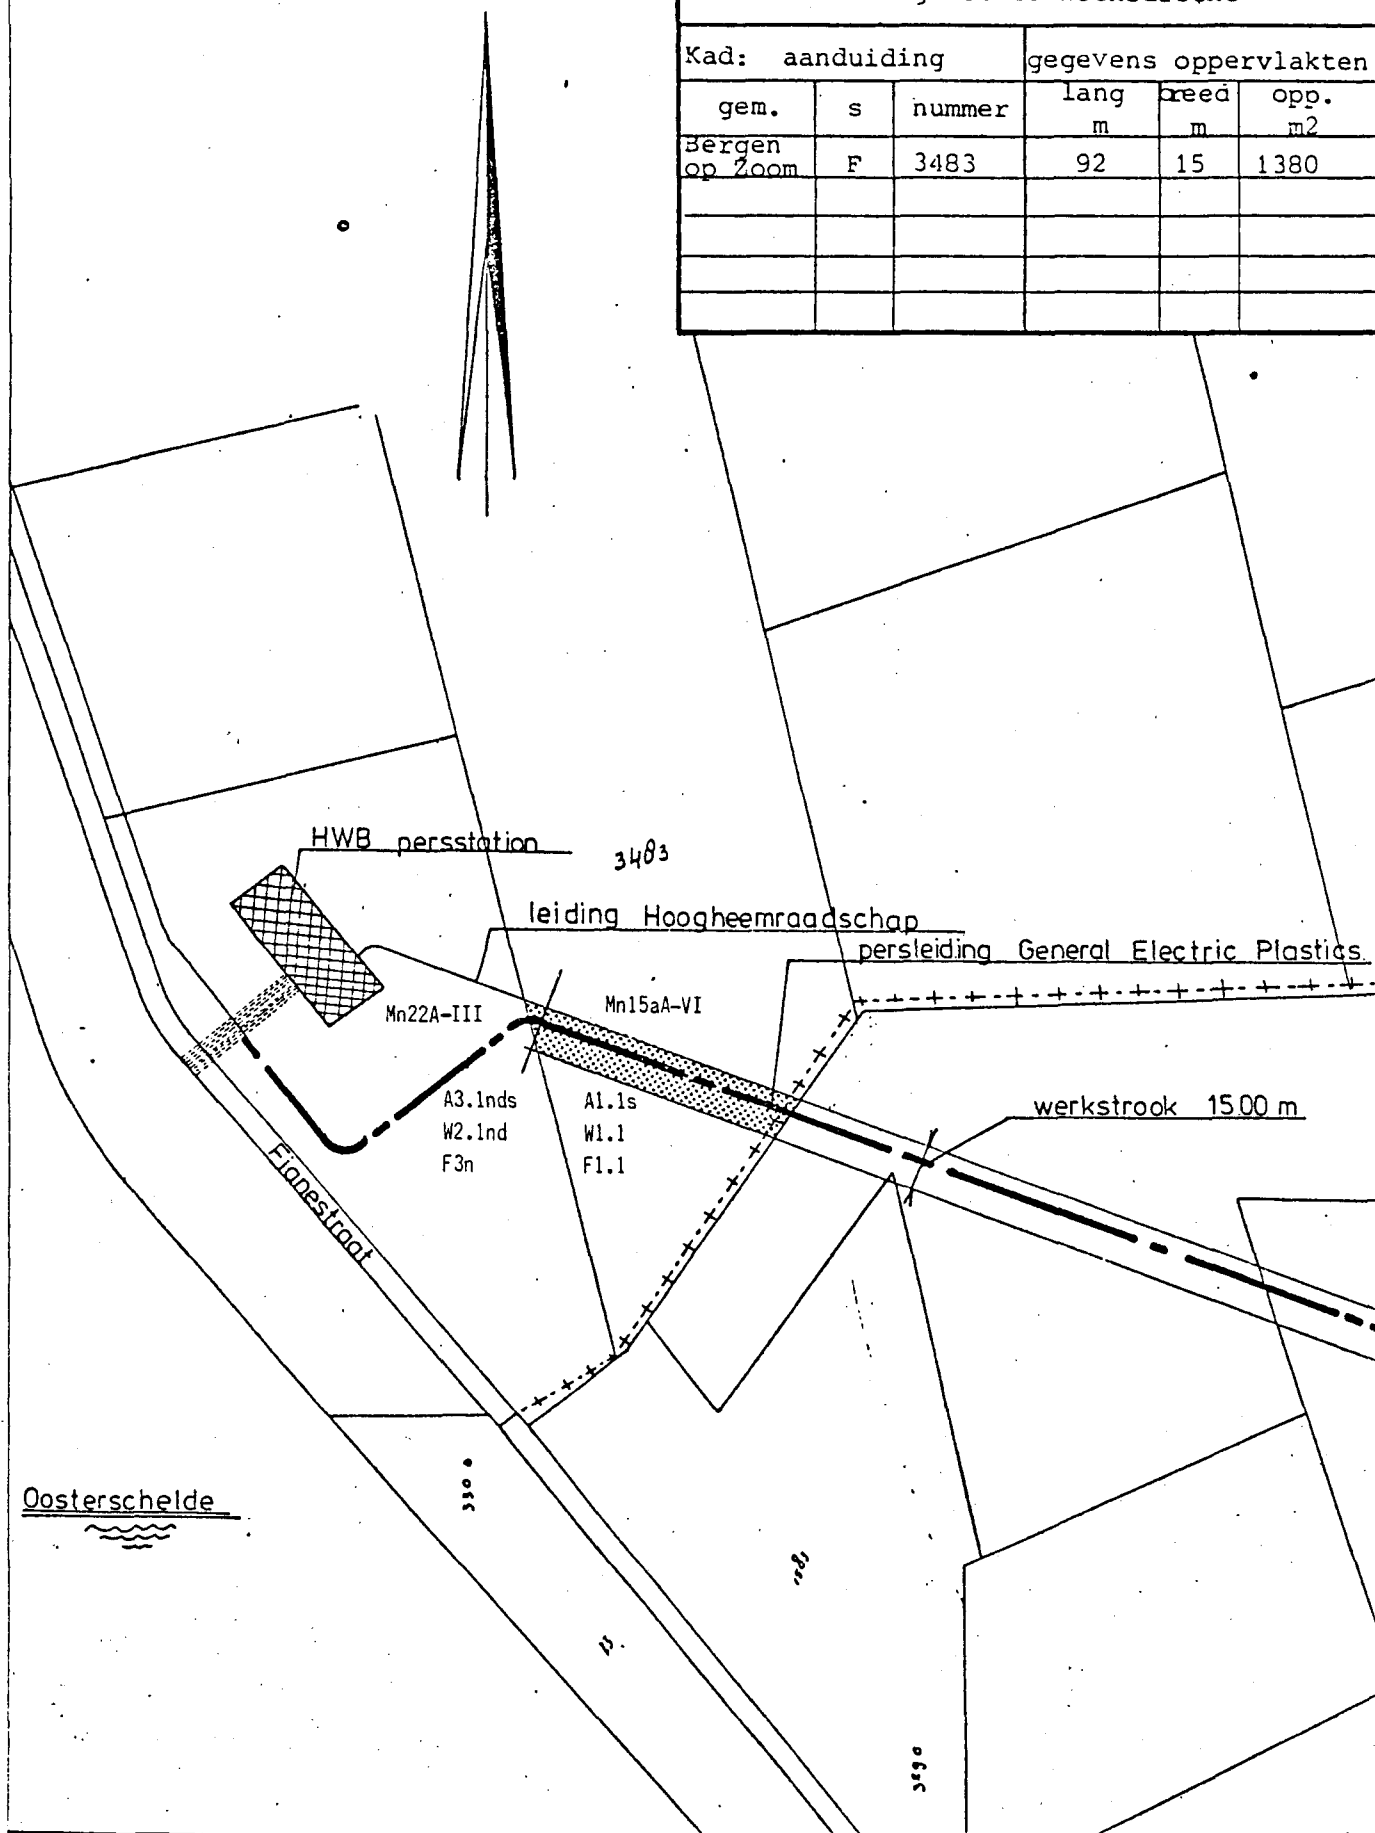 Kad: aanduiding gegevens oppervlakten
gem. s nummer lang m breed m opp. m2
Bergen op Zoom F 3483 92 15 1380
HWB persstation
3483
leiding Hoogheemraadschap
persleiding General Electric Plastics.
Mn22A-III
Mn15aA-VI
A3.1nds
W2.1nd
F3n
A1.1s
W1.1
F1.1
werkstrook 15.00 m
Fianestraat
Oosterschelde
330
3290